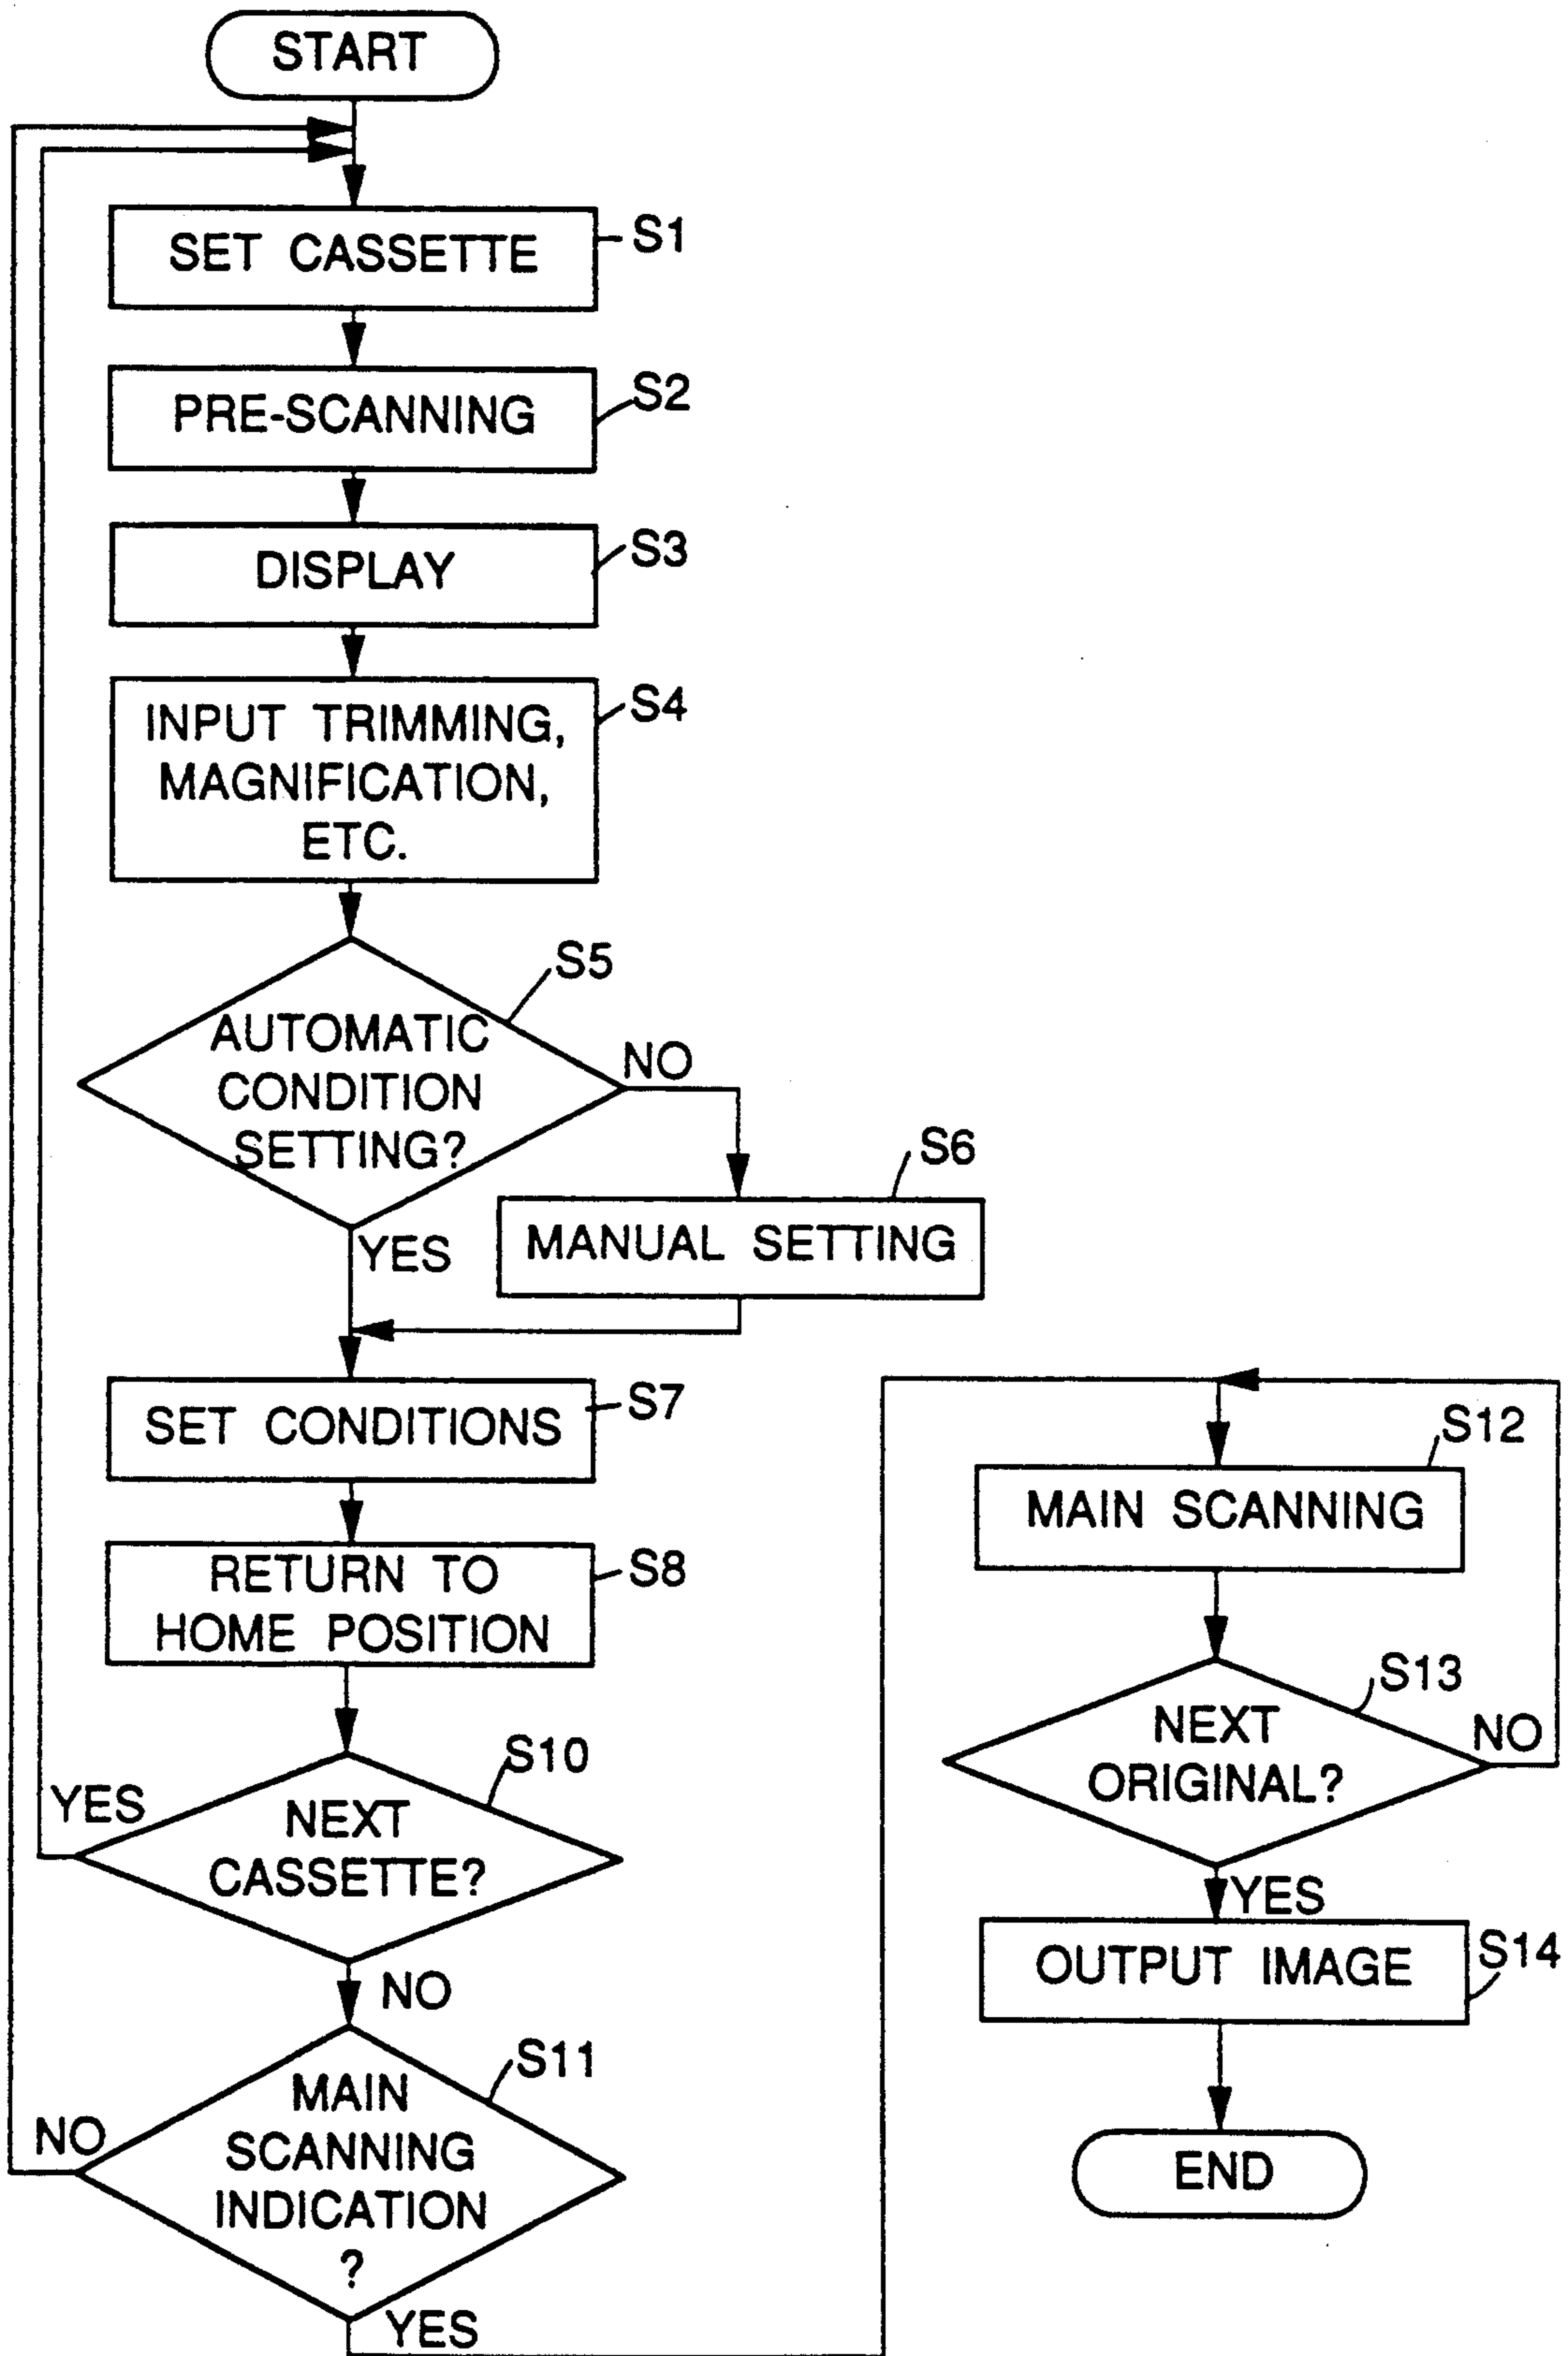 START
SET CASSETTE
S1
PRE-SCANNING
S2
DISPLAY
S3
INPUT TRIMMING,
MAGNIFICATION,
ETC.
S4
AUTOMATIC
CONDITION
SETTING?
S5
NO
YES
MANUAL SETTING
S6
SET CONDITIONS
S7
RETURN TO
HOME POSITION
S8
NEXT
CASSETTE?
S10
YES
NO
MAIN
SCANNING
INDICATION
?
S11
NO
YES
MAIN SCANNING
S12
NEXT
ORIGINAL?
S13
NO
YES
OUTPUT IMAGE
S14
END